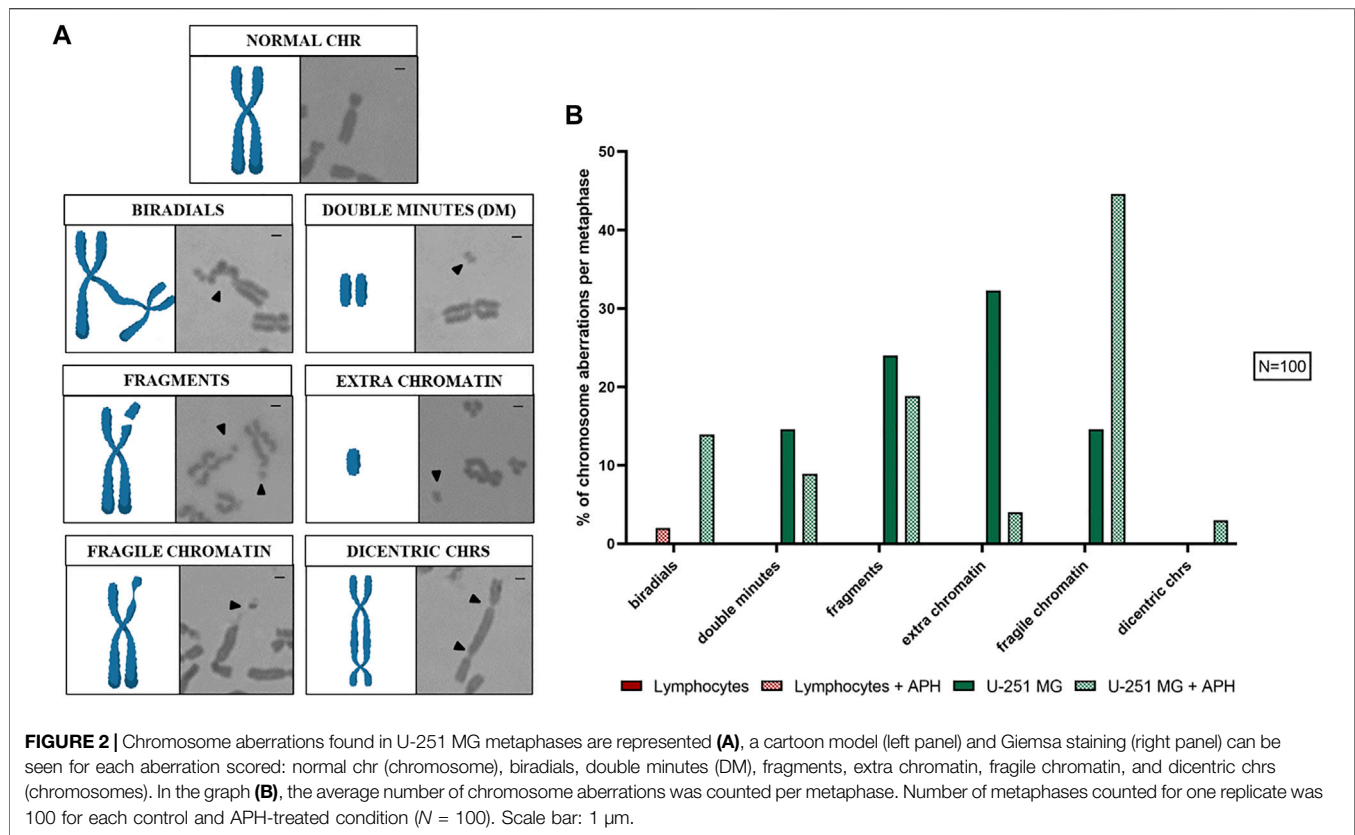 A
NORMAL CHR
BIRADIALS
DOUBLE MINUTES (DM)
FRAGMENTS
EXTRA CHROMATIN
FRAGILE CHROMATIN
DICENTRIC CHRS
B
% of chromosome aberrations per metaphase
50
40
30
20
10
0
biradials
double minutes
fragments
extra chromatin
fragile chromatin
dicentric chrs
N=100
Lymphocytes Lymphocytes + APH U-251 MG U-251 MG + APH
FIGURE 2 | Chromosome aberrations found in U-251 MG metaphases are represented (A), a cartoon model (left panel) and Giemsa staining (right panel) can be
seen for each aberration scored: normal chr (chromosome), biradials, double minutes (DM), fragments, extra chromatin, fragile chromatin, and dicentric chrs
(chromosomes). In the graph (B), the average number of chromosome aberrations was counted per metaphase. Number of metaphases counted for one replicate was
100 for each control and APH-treated condition (N = 100). Scale bar: 1 μm.